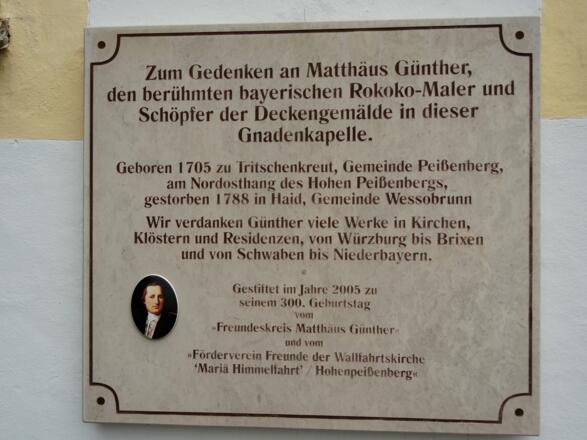 Zum Gedenken an Matthäus Günther,
den berühmten bayerischen Rokoko-Maler und
Schöpfer der Deckengemälde in dieser
Gnadenkapelle.
Geboren 1705 zu Tritschenkreut, Gemeinde Peißenberg,
am Nordosthang des Hohen Peißenbergs,
gestorben 1788 in Haid, Gemeinde Wessobrunn
Wir verdanken Günther viele Werke in Kirchen,
Klöstern und Residenzen, von Würzburg bis Brixen
und von Schwaben bis Niederbayern.
Gestiftet im Jahre 2005 zu
seinem 300. Geburtstag
vom
»Freundeskreis Matthäus Günther«
und vom
»Förderverein Freunde der Wallfahrtskirche
'Mariä Himmelfahrt' / Hohenpeißenberg«